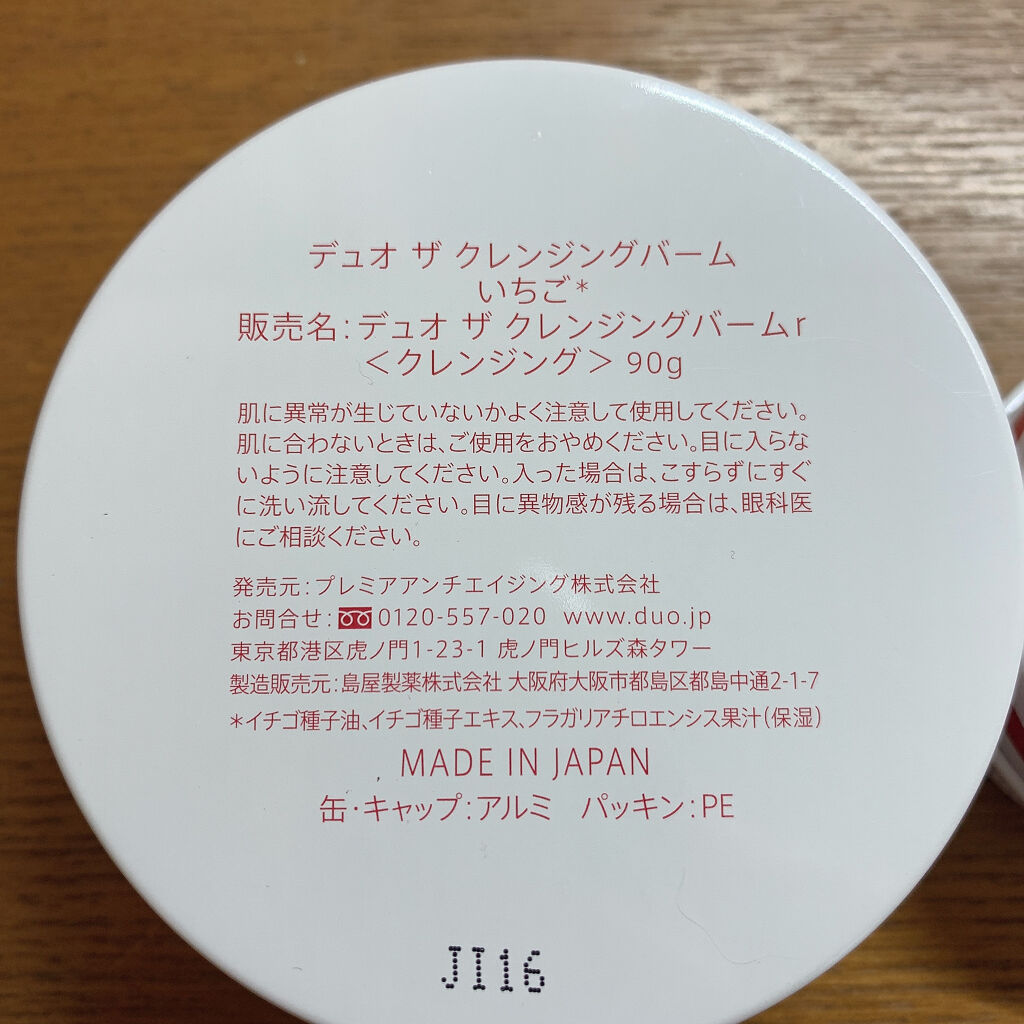 デュオ ザ クレンジングバーム
いちご*
販売名:デュオ ザ クレンジングバームr
<クレンジング> 90g
肌に異常が生じていないかよく注意して使用してください。
肌に合わないときは、ご使用をおやめください。目に入らな
いように注意してください。入った場合は、こすらずにすぐ
に洗い流してください。目に異物感が残る場合は、眼科医
にご相談ください。
発売元:プレミアアンチエイジング株式会社
お問合せ:0120-557-020 www.duo.jp
東京都港区虎ノ門1-23-1 虎ノ門ヒルズ森タワー
製造販売元:島屋製薬株式会社 大阪府大阪市都島区都島中通2-1-7
*イチゴ種子油、イチゴ種子エキス、フラガリアチロエンシス果汁(保湿)
MADE IN JAPAN
缶・キャップ:アルミ パッキン:PE
JI16